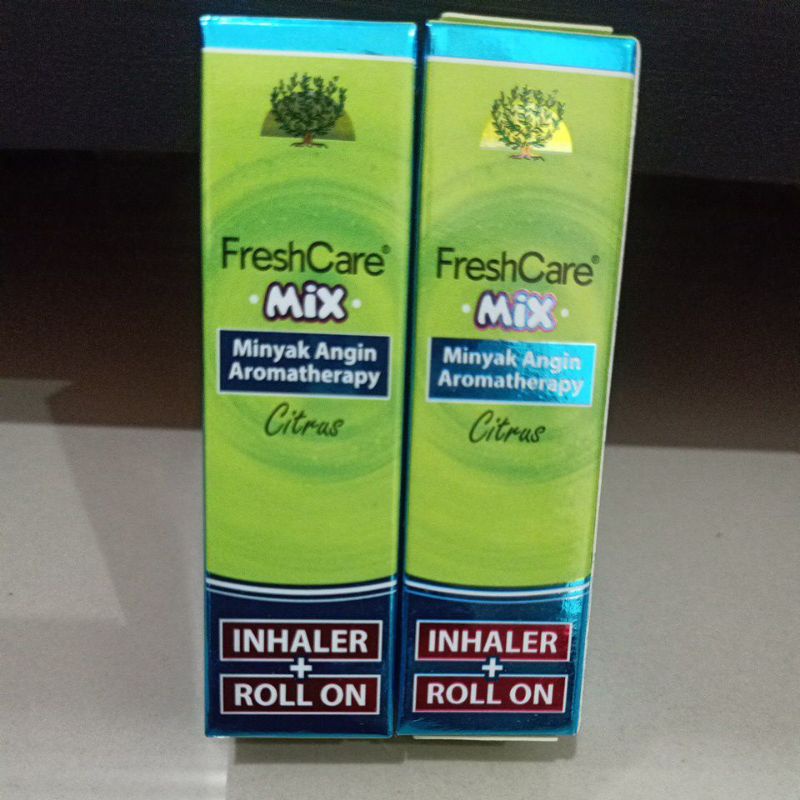 FreshCare®
MiX
Minyak Angin
Aromatherapy
Citrus
INHALER
+
ROLL ON
FreshCare®
MiX
Minyak Angin
Aromatherapy
Citrus
INHALER
+
ROLL ON